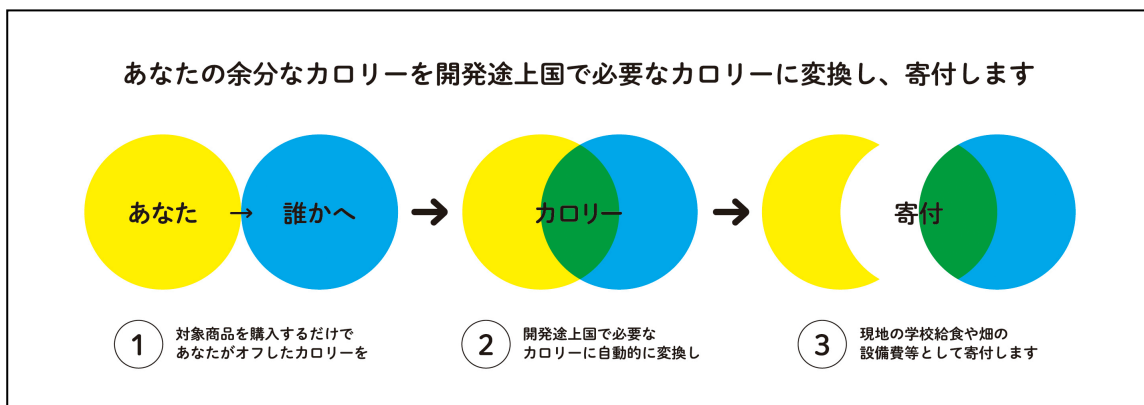 あなたの余分なカロリーを開発途上国で必要なカロリーに変換し、寄付します
あなた → 誰かへ
カロリー
寄付
1
対象商品を購入するだけで
あなたがオフしたカロリーを
2
開発途上国で必要な
カロリーに自動的に変換し
3
現地の学校給食や畑の
設備費等として寄付します